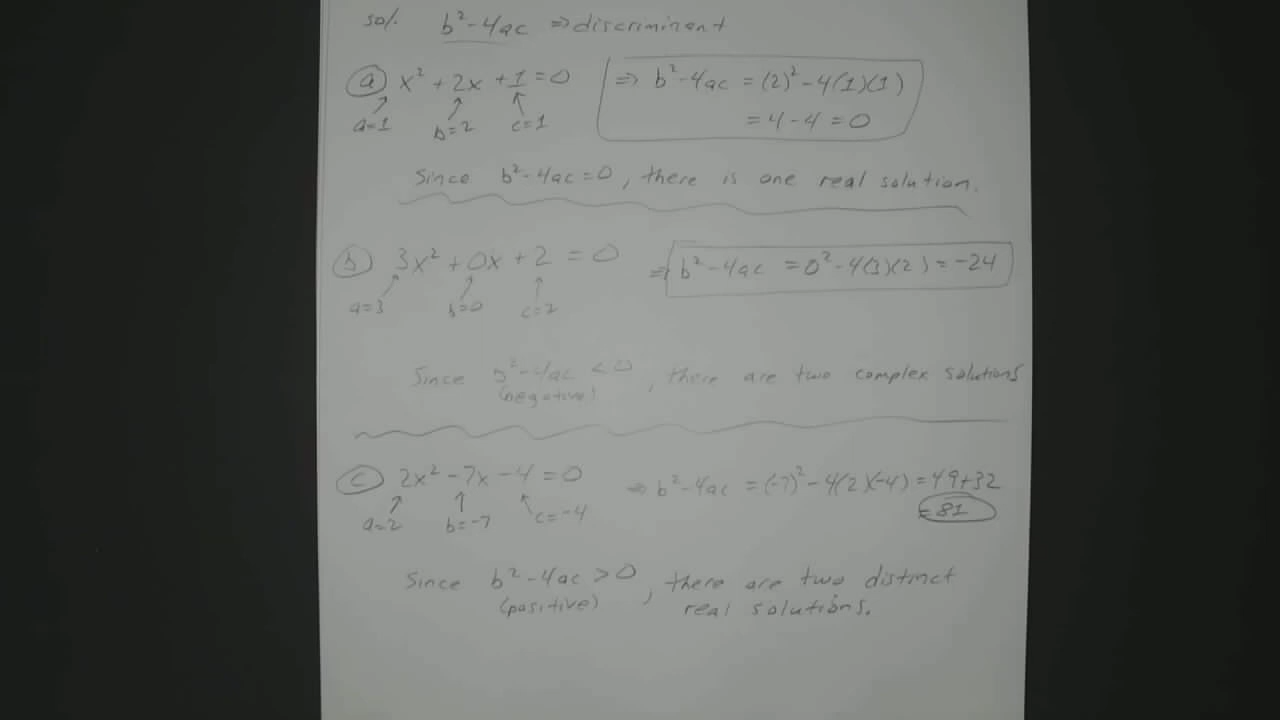 sol. b²-4ac ⇒ discriminant
ⓐ x² + 2x + 1 = 0 ⇒ b²-4ac = (2)² - 4(1)(1)
a=1 b=2 c=1 = 4 - 4 = 0
Since b²-4ac = 0, there is one real solution.
ⓑ 3x² + 0x + 2 = 0 ⇒ b²-4ac = 0² - 4(3)(2) = -24
a=3 b=0 c=2
Since b²-4ac < 0, there are two complex solutions
(negative)
ⓒ 2x² - 7x - 4 = 0 ⇒ b²-4ac = (-7)² - 4(2)(-4) = 49+32
a=2 b=-7 c=-4 = 81
Since b²-4ac > 0, there are two distinct
(positive) real solutions.